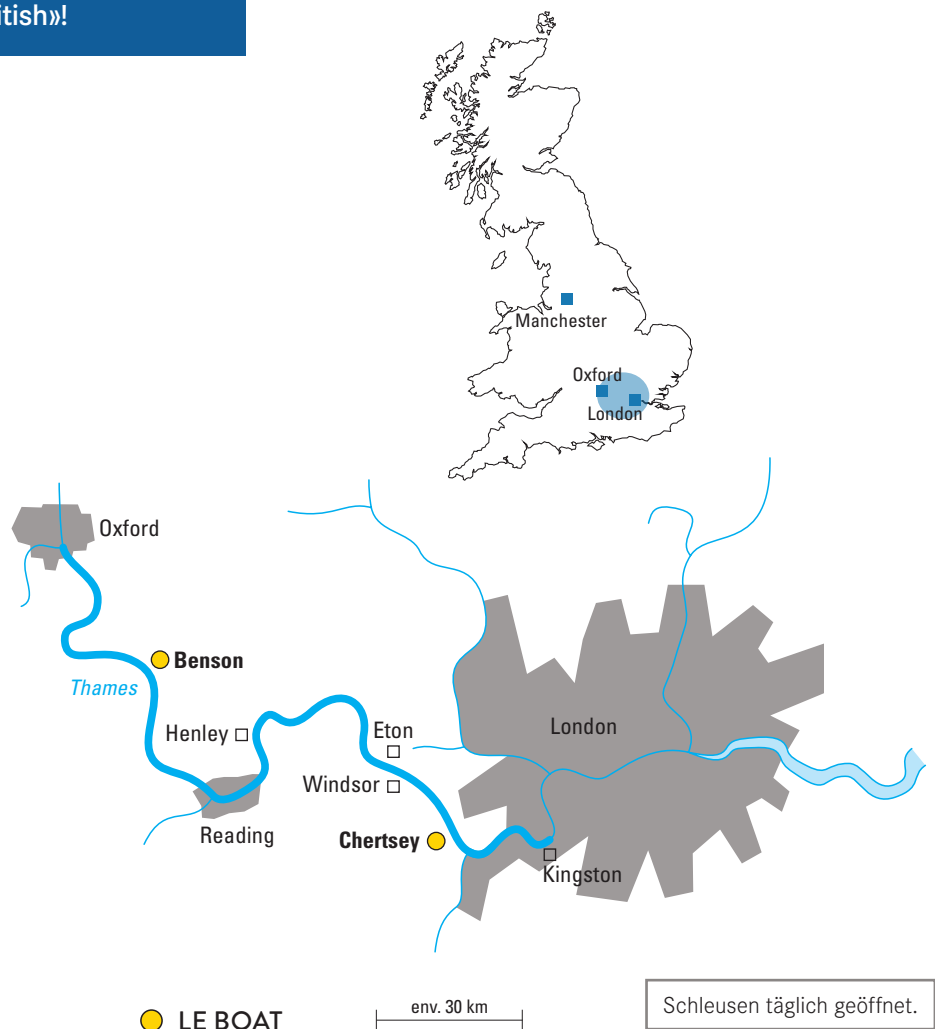 itish»!
Manchester
Oxford
London
Oxford
Benson
Thames
Henley
Eton
London
Windsor
Reading
Chertsey
Kingston
LE BOAT
env. 30 km
Schleusen täglich geöffnet.